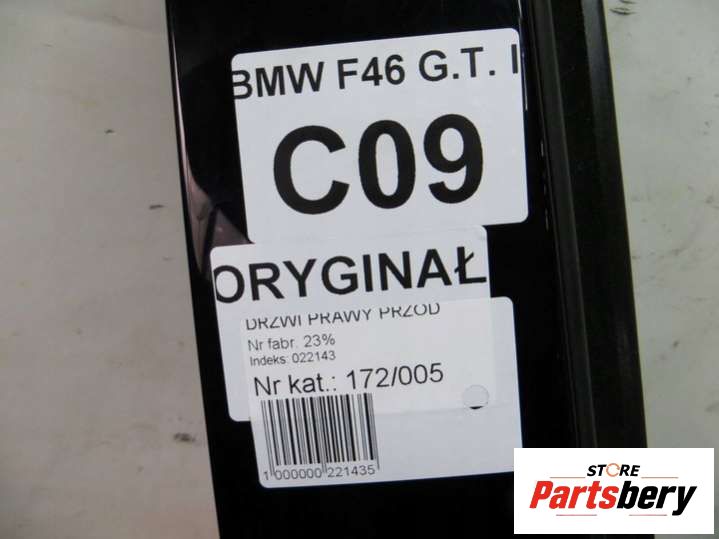 BMW F46 G.T. I
C09
ORYGINAŁ
DRZWI PRAWY PRZÓD
Nr fabr. 23%
Indeks: 022143
Nr kat.: 172/005
1 000000 221435
STORE
Partsbery